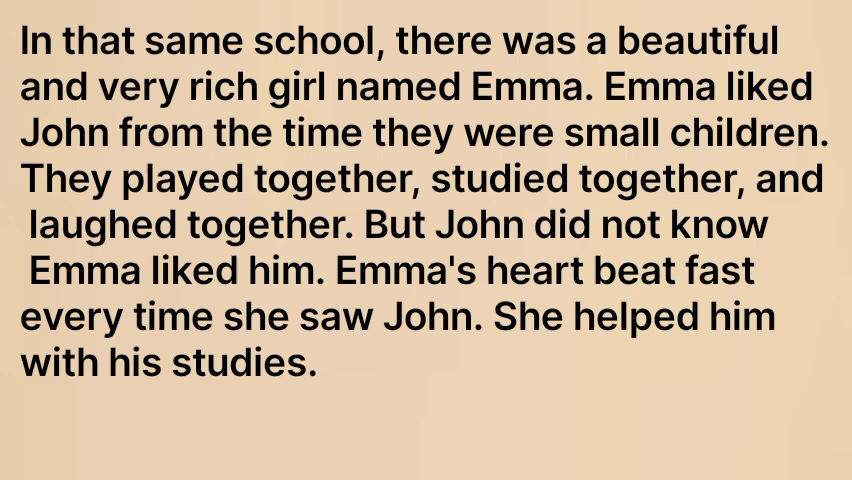 In that same school, there was a beautiful
and very rich girl named Emma. Emma liked
John from the time they were small children.
They played together, studied together, and
laughed together. But John did not know
Emma liked him. Emma's heart beat fast
every time she saw John. She helped him
with his studies.